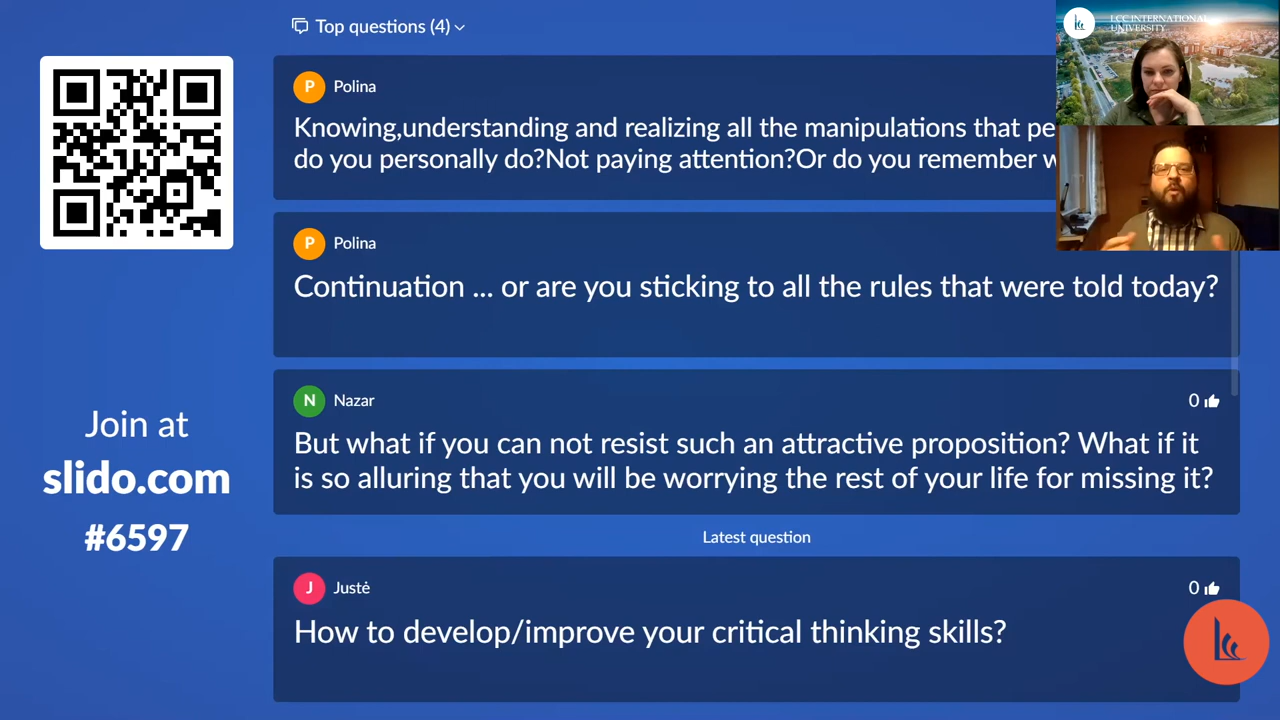 Top questions (4)
LCC INTERNATIONAL
UNIVERSITY
P
Polina
Knowing,understanding and realizing all the manipulations that
do you personally do?Not paying attention?Or do you remember
P
Polina
Continuation ... or are you sticking to all the rules that were told today?
N
Nazar
0
But what if you can not resist such an attractive proposition? What if it
is so alluring that you will be worrying the rest of your life for missing it?
Join at
slido.com
#6597
Latest question
J
Justė
0
How to develop/improve your critical thinking skills?